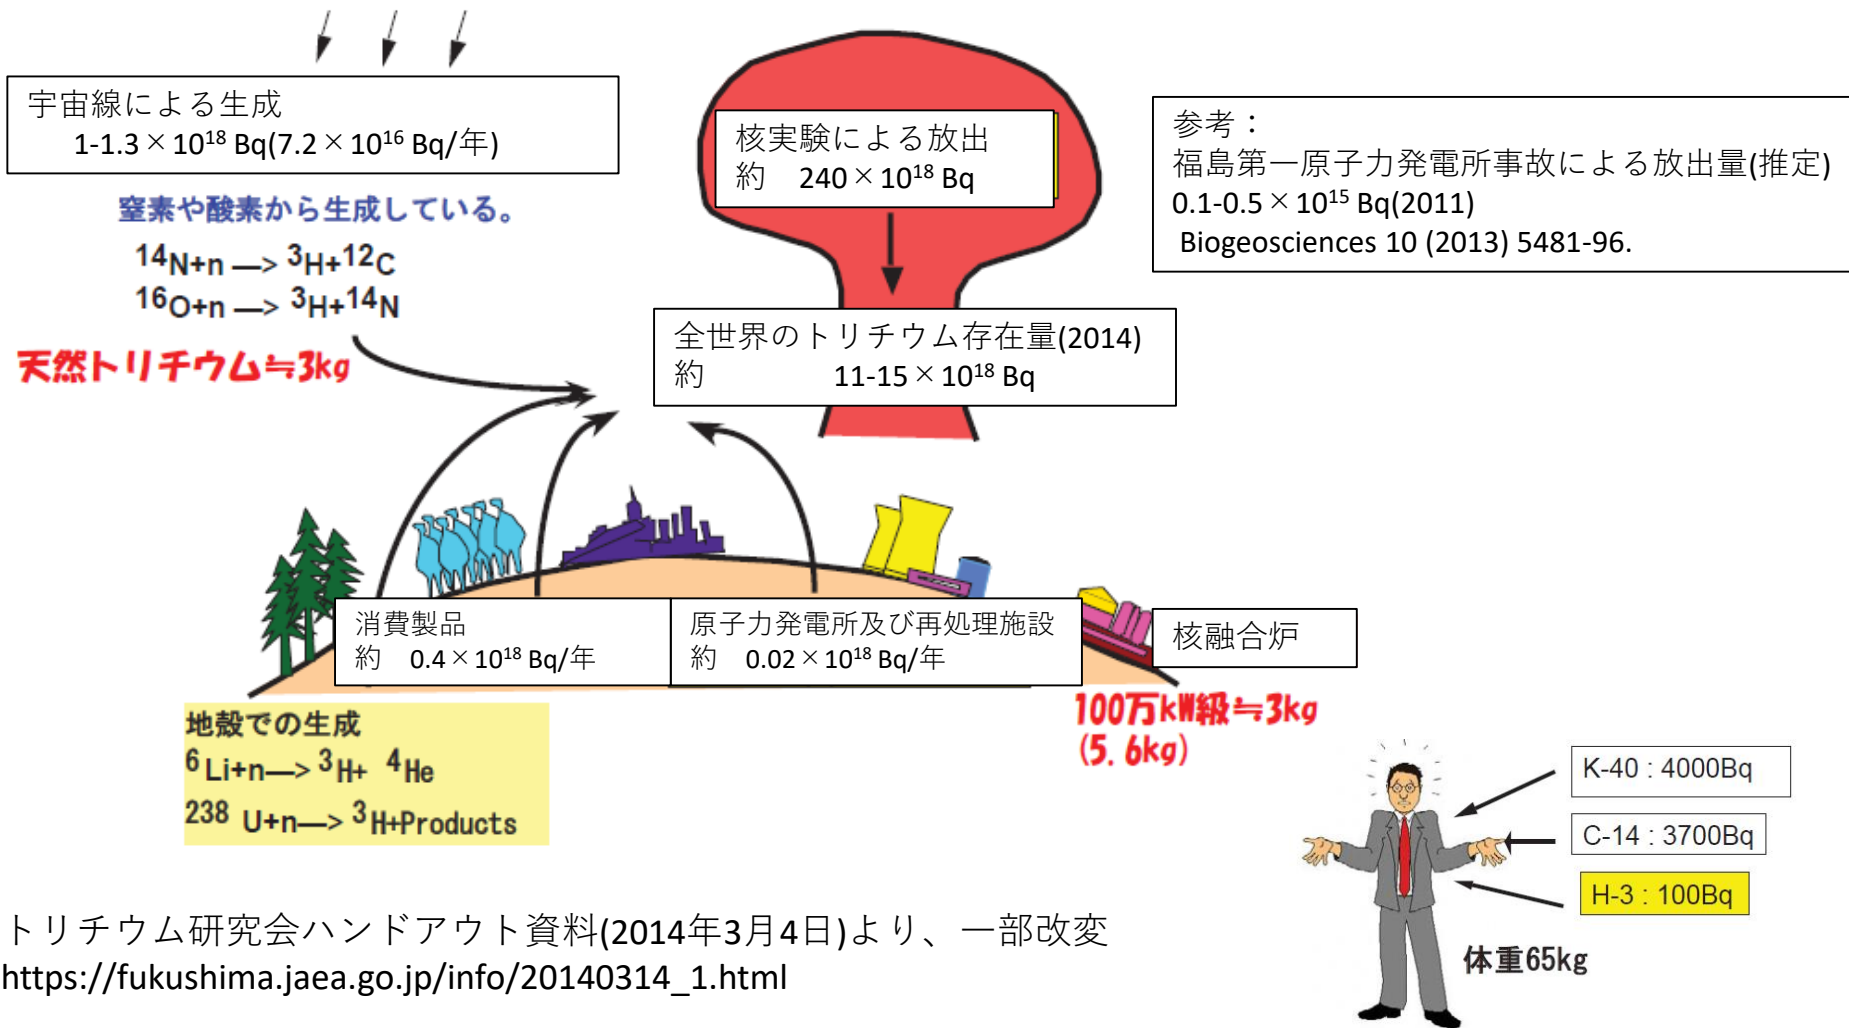 宇宙線による生成
1-1.3×10¹⁸ Bq(7.2×10¹⁶ Bq/年)
窒素や酸素から生成している。
¹⁴N+n —> ³H+¹²C
¹⁶O+n —> ³H+¹⁴N
天然トリチウム≒3kg
核実験による放出
約 240×10¹⁸ Bq
参考：
福島第一原子力発電所事故による放出量(推定)
0.1-0.5×10¹⁵ Bq(2011)
Biogeosciences 10 (2013) 5481-96.
全世界のトリチウム存在量(2014)
約 11-15×10¹⁸ Bq
消費製品
約 0.4×10¹⁸ Bq/年
原子力発電所及び再処理施設
約 0.02×10¹⁸ Bq/年
核融合炉
100万kW級≒3kg
(5.6kg)
地殻での生成
⁶Li+n—> ³H+ ⁴He
²³⁸U+n—> ³H+Products
K-40 : 4000Bq
C-14 : 3700Bq
H-3 : 100Bq
体重65kg
トリチウム研究会ハンドアウト資料(2014年3月4日)より、一部改変
https://fukushima.jaea.go.jp/info/20140314_1.html